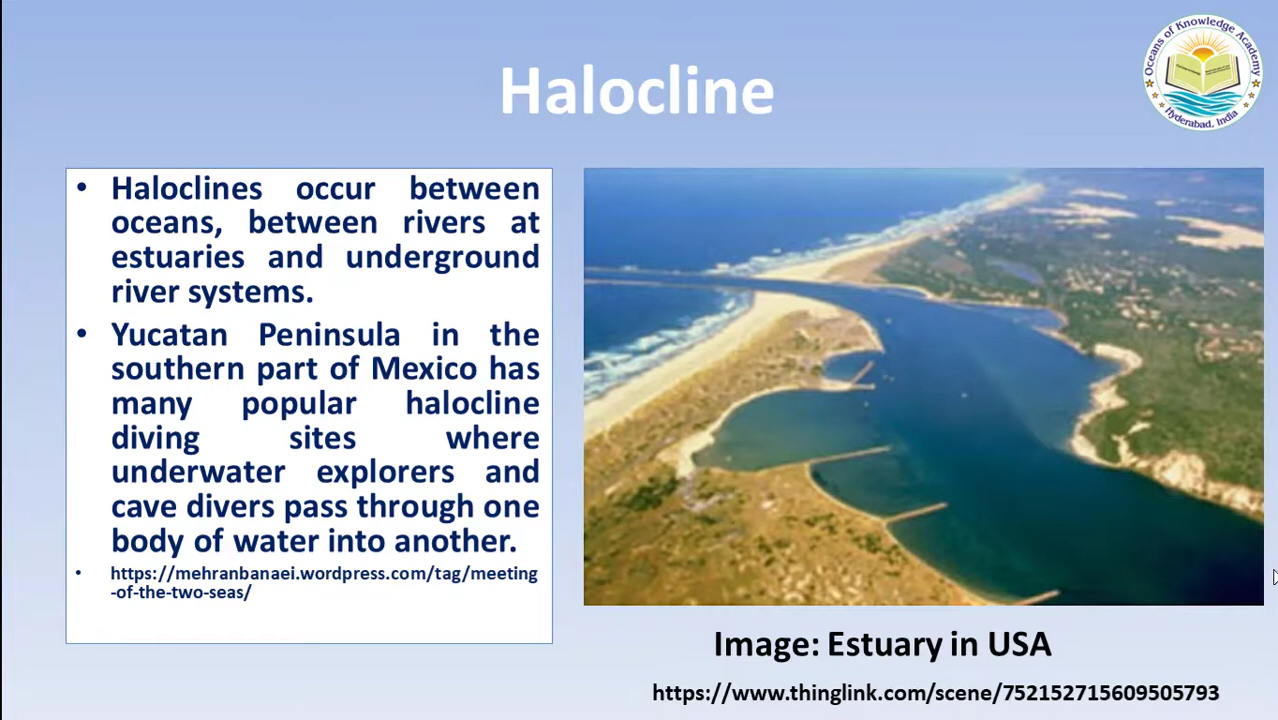 Halocline
Oceans of Knowledge Academy
Hyderabad, India
• Haloclines occur between
oceans, between rivers at
estuaries and underground
river systems.
• Yucatan Peninsula in the
southern part of Mexico has
many popular halocline
diving sites where
underwater explorers and
cave divers pass through one
body of water into another.
• https://mehranbanaei.wordpress.com/tag/meeting
-of-the-two-seas/
Image: Estuary in USA
https://www.thinglink.com/scene/752152715609505793